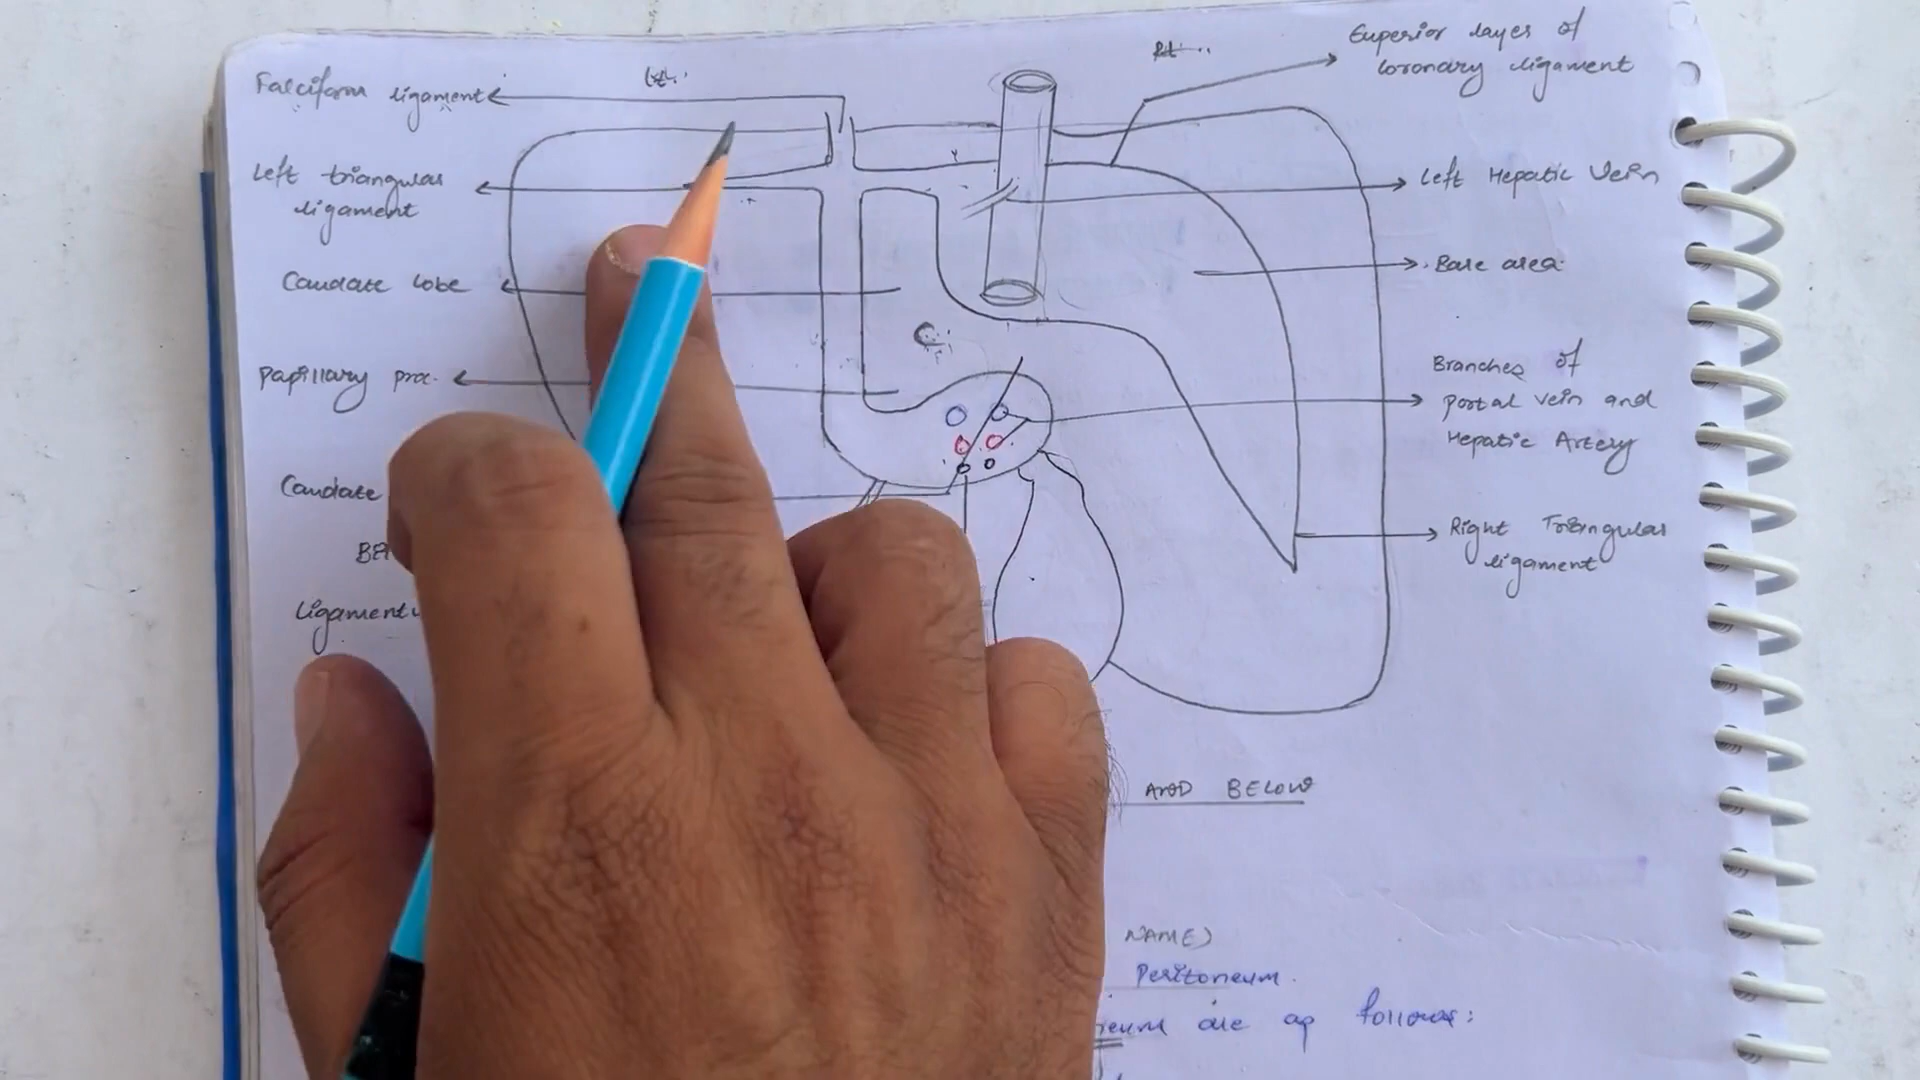 Falciform ligament
Lt.
Rt.
Superior layer of
coronary ligament
Left triangular
ligament
Left Hepatic Vein
Caudate lobe
Bare area
Papillary proc.
Branches of
portal vein and
Hepatic Artery
Caudate
Right Triangular
ligament
Ligament
AND BELOW
NAME)
Peritoneum.
are as follows: